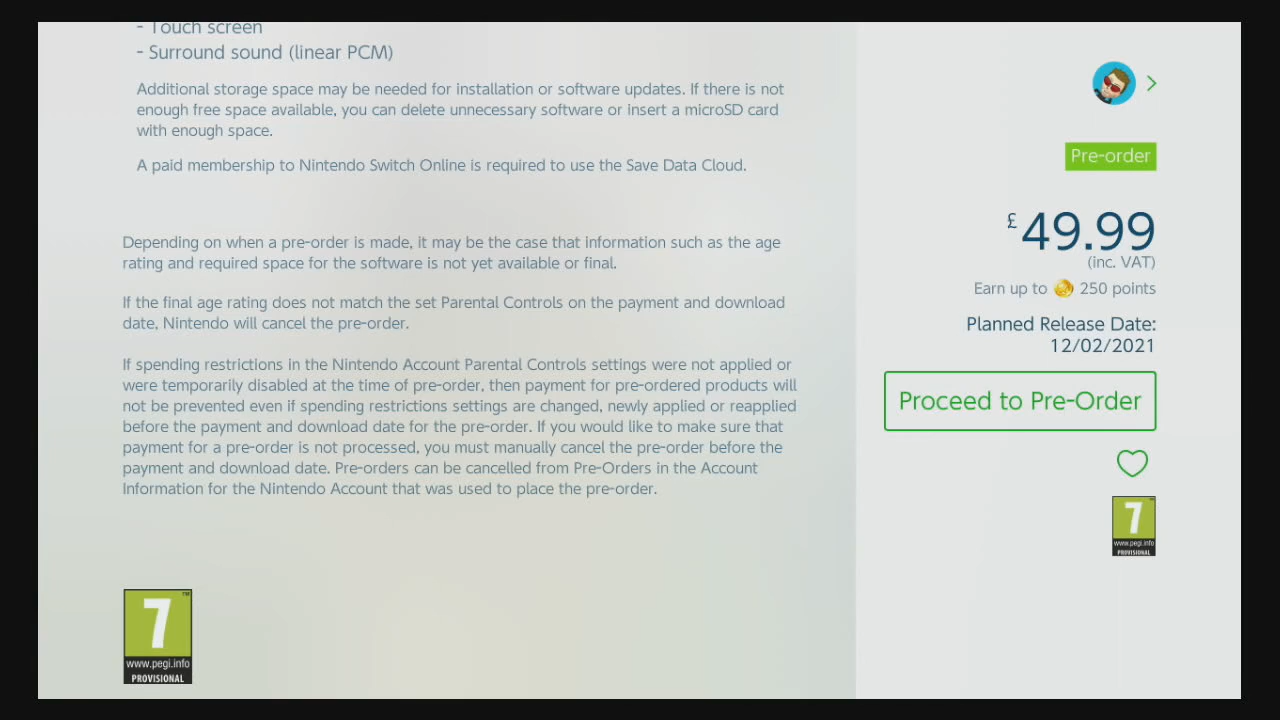 - Touch screen
- Surround sound (linear PCM)
Additional storage space may be needed for installation or software updates. If there is not
enough free space available, you can delete unnecessary software or insert a microSD card
with enough space.
A paid membership to Nintendo Switch Online is required to use the Save Data Cloud.
Depending on when a pre-order is made, it may be the case that information such as the age
rating and required space for the software is not yet available or final.
If the final age rating does not match the set Parental Controls on the payment and download
date, Nintendo will cancel the pre-order.
If spending restrictions in the Nintendo Account Parental Controls settings were not applied or
were temporarily disabled at the time of pre-order, then payment for pre-ordered products will
not be prevented even if spending restrictions settings are changed, newly applied or reapplied
before the payment and download date for the pre-order. If you would like to make sure that
payment for a pre-order is not processed, you must manually cancel the pre-order before the
payment and download date. Pre-orders can be cancelled from Pre-Orders in the Account
Information for the Nintendo Account that was used to place the pre-order.
7
TM
www.pegi.info
PROVISIONAL
Pre-order
£49.99
(inc. VAT)
Earn up to 250 points
Planned Release Date:
12/02/2021
Proceed to Pre-Order
7
www.pegi.info
PROVISIONAL